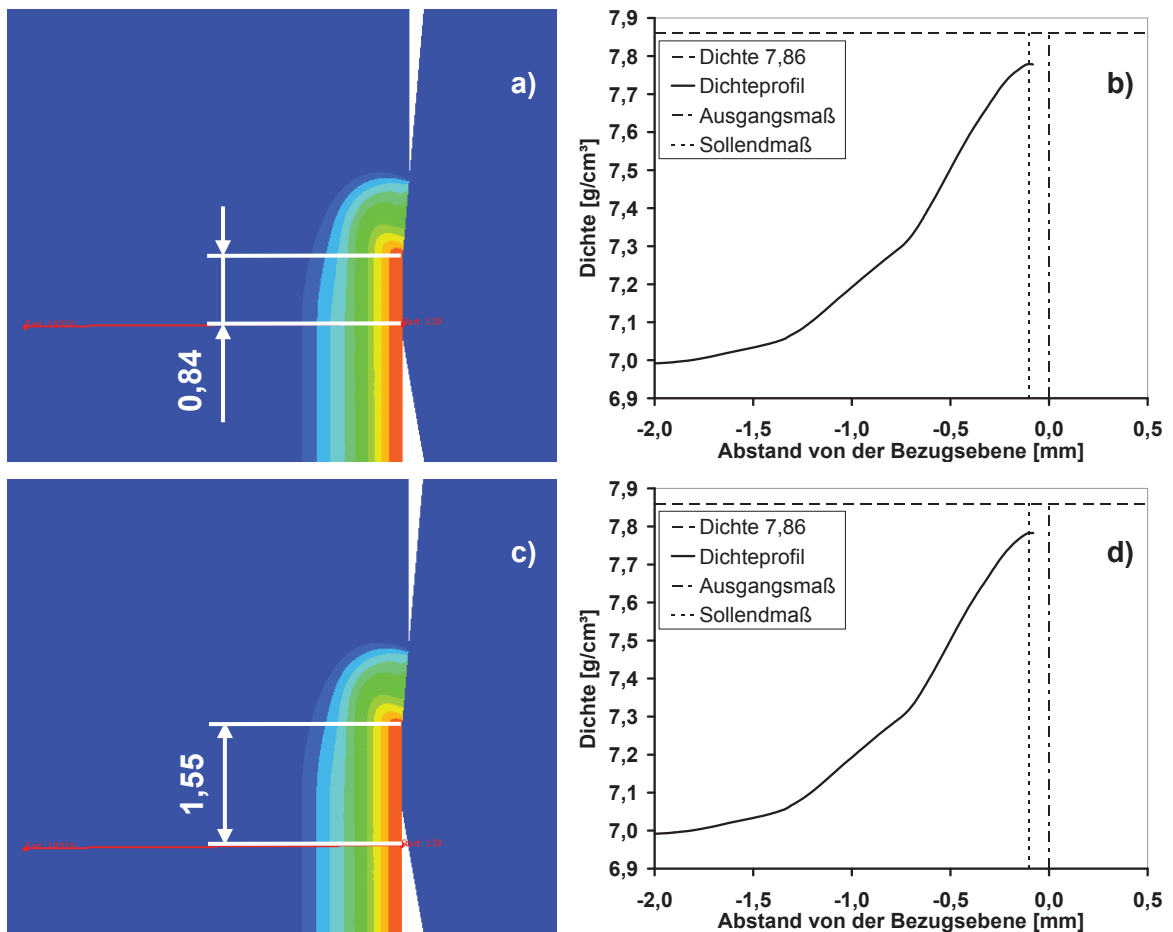 a)
0,84
7,9
7,8
7,7
7,6
7,5
7,4
7,3
7,2
7,1
7,0
6,9
Dichte [g/cm³]
Dichte 7,86
Dichteprofil
Ausgangsmaß
Sollendmaß
b)
-2,0 -1,5 -1,0 -0,5 0,0 0,5
Abstand von der Bezugsebene [mm]
c)
1,55
7,9
7,8
7,7
7,6
7,5
7,4
7,3
7,2
7,1
7,0
6,9
Dichte [g/cm³]
Dichte 7,86
Dichteprofil
Ausgangsmaß
Sollendmaß
d)
-2,0 -1,5 -1,0 -0,5 0,0 0,5
Abstand von der Bezugsebene [mm]